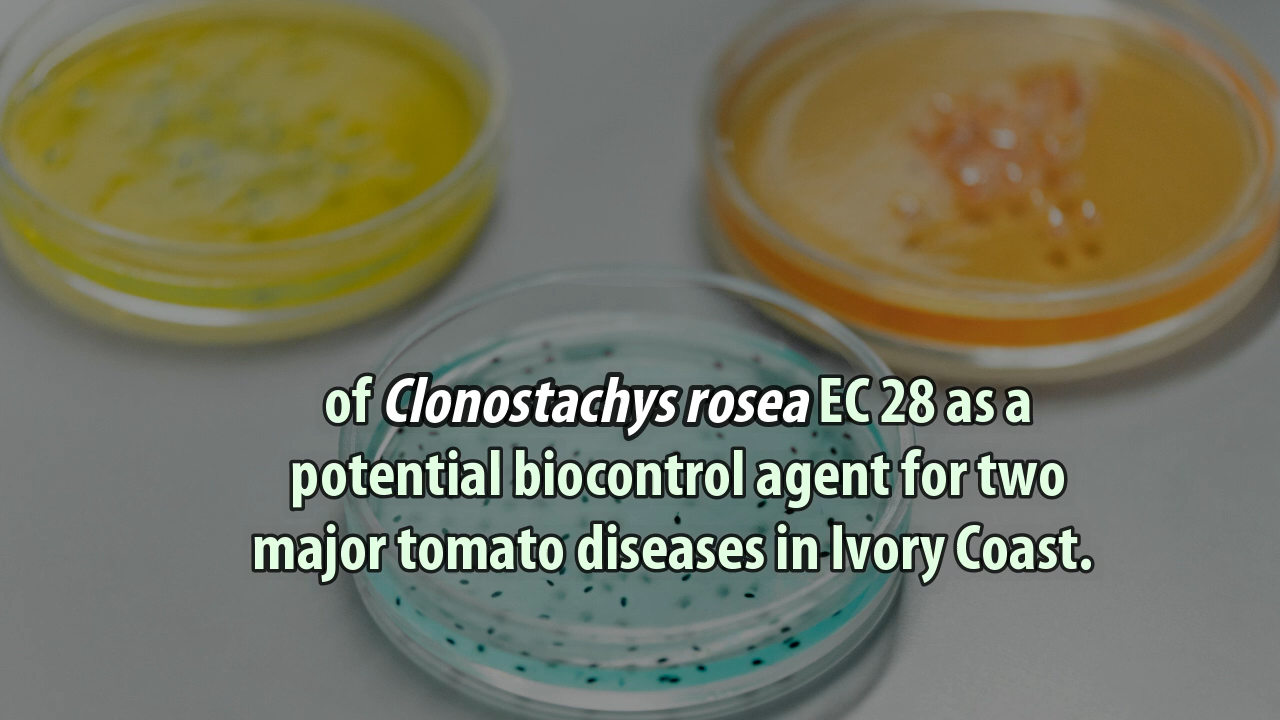 of Clonostachys rosea EC 28 as a
potential biocontrol agent for two
major tomato diseases in Ivory Coast.